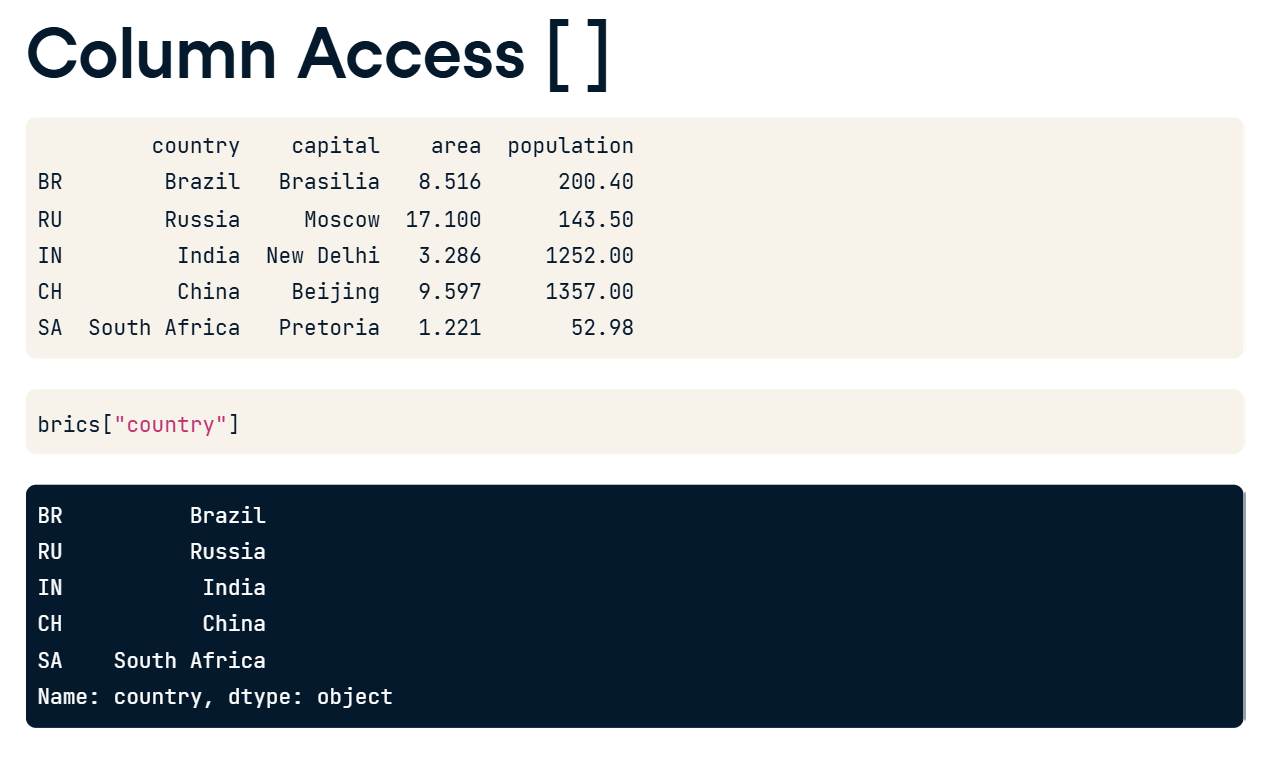 Column Access [ ]
         country    capital    area  population
BR        Brazil   Brasilia   8.516      200.40
RU        Russia     Moscow  17.100      143.50
IN         India  New Delhi   3.286     1252.00
CH         China    Beijing   9.597     1357.00
SA  South Africa   Pretoria   1.221       52.98
brics["country"]
BR          Brazil
RU          Russia
IN           India
CH           China
SA    South Africa
Name: country, dtype: object